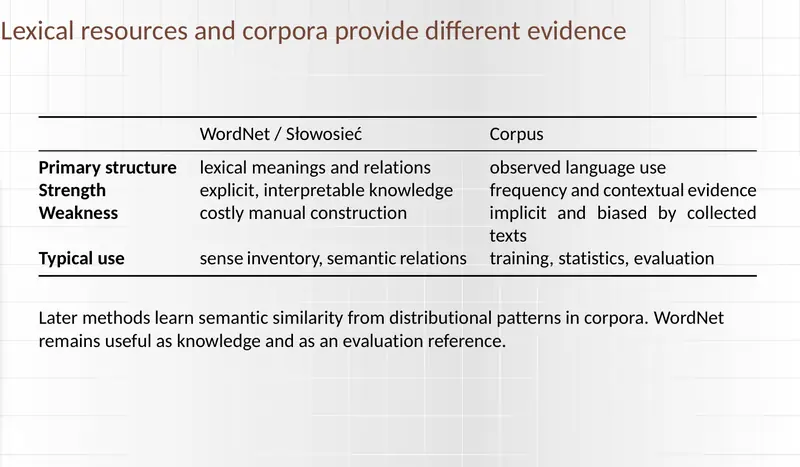 Lexical resources and corpora provide different evidence
WordNet / Słowosieć Corpus
Primary structure lexical meanings and relations observed language use
Strength explicit, interpretable knowledge frequency and contextual evidence
Weakness costly manual construction implicit and biased by collected
texts
Typical use sense inventory, semantic relations training, statistics, evaluation
Later methods learn semantic similarity from distributional patterns in corpora. WordNet
remains useful as knowledge and as an evaluation reference.